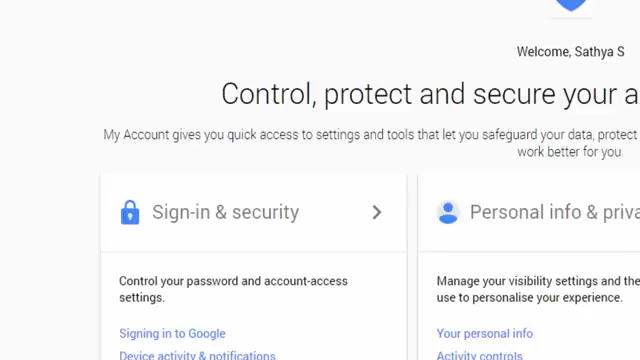 Welcome, Sathya S
Control, protect and secure your a
My Account gives you quick access to settings and tools that let you safeguard your data, protect
work better for you.
Sign-in & security
Control your password and account-access
settings.
Signing in to Google
Device activity & notifications
Personal info & priva
Manage your visibility settings and the
use to personalise your experience.
Your personal info
Activity controls